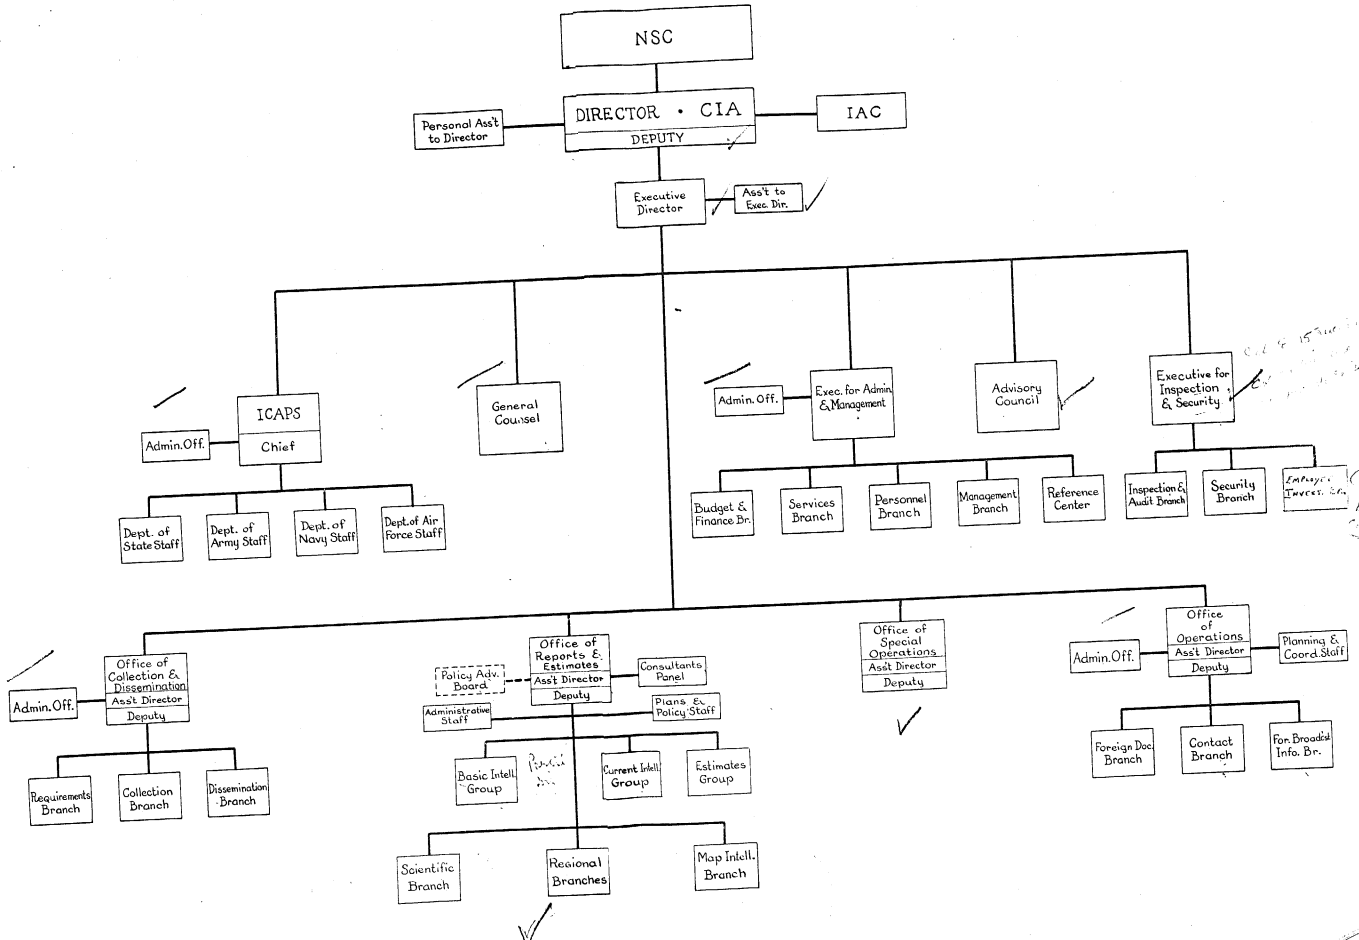 NSC
DIRECTOR · CIA
DEPUTY
Personal Ass't
to Director
IAC
Executive
Director
Ass't to
Exec. Dir.
ICAPS
Chief
Admin. Off.
Dept. of
State Staff
Dept. of
Army Staff
Dept. of
Navy Staff
Dept. of Air
Force Staff
General
Counsel
Admin. Off.
Exec. for Admin.
& Management
Budget &
Finance Br.
Services
Branch
Personnel
Branch
Management
Branch
Reference
Center
Advisory
Council
Executive for
Inspection
& Security
Inspection &
Audit Branch
Security
Branch
Employee
Office of
Collection &
Dissemination
Ass't Director
Deputy
Admin. Off.
Requirements
Branch
Collection
Branch
Dissemination
Branch
Office of
Reports &
Estimates
Ass't Director
Deputy
Policy Adv.
Board
Consultants
Panel
Administrative
Staff
Plans &
Policy Staff
Basic Intell.
Group
Current Intell.
Group
Estimates
Group
Scientific
Branch
Regional
Branches
Map Intell.
Branch
Office of
Special
Operations
Ass't Director
Deputy
Office
of
Operations
Ass't Director
Deputy
Admin. Off.
Planning &
Coord. Staff
Foreign Doc.
Branch
Contact
Branch
For. Broadcast
Info. Br.